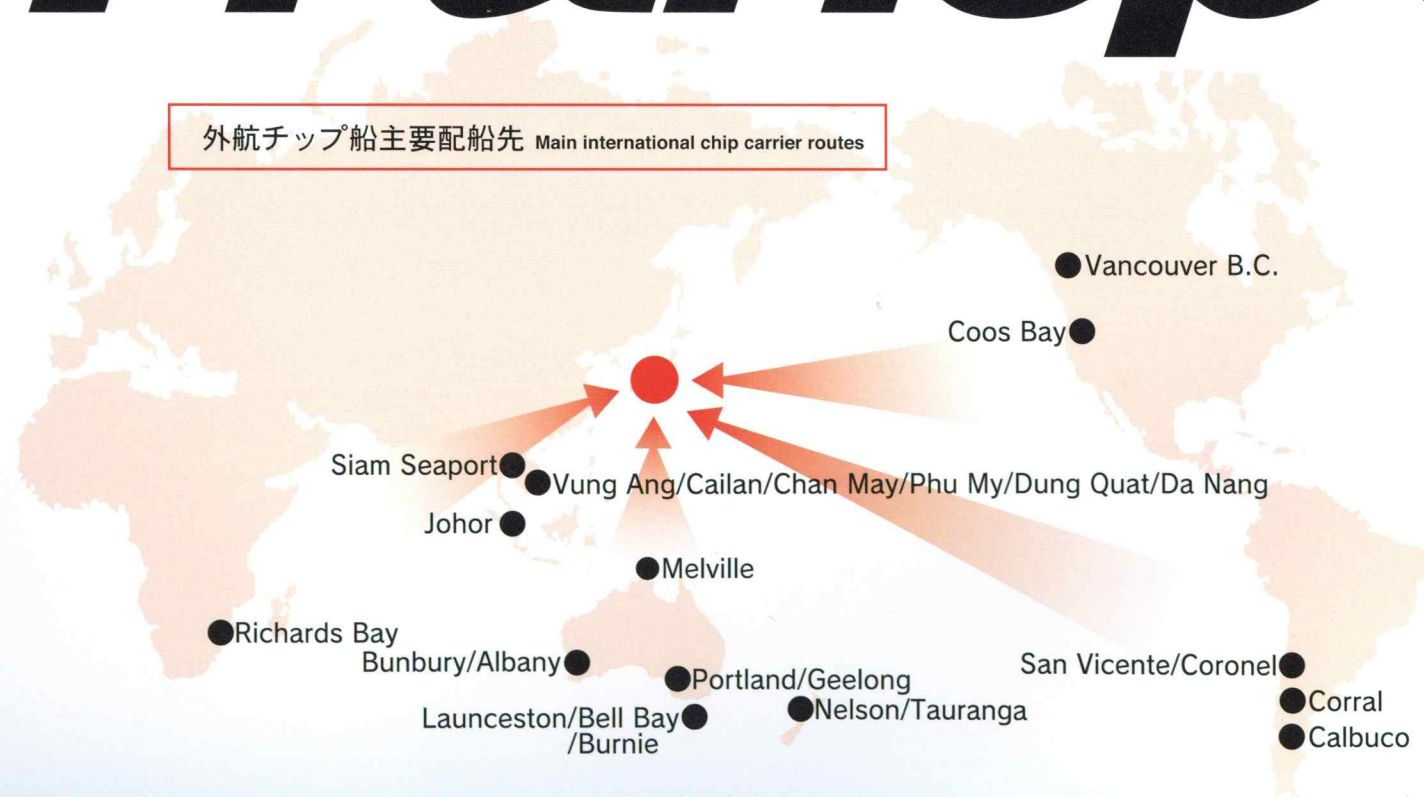 外航チップ船主要配船先 Main international chip carrier routes
Vancouver B.C.
Coos Bay
Siam Seaport
Vung Ang/Cailan/Chan May/Phu My/Dung Quat/Da Nang
Johor
Melville
Richards Bay
Bunbury/Albany
Portland/Geelong
San Vicente/Coronel
Launceston/Bell Bay
/Burnie
Nelson/Tauranga
Corral
Calbuco